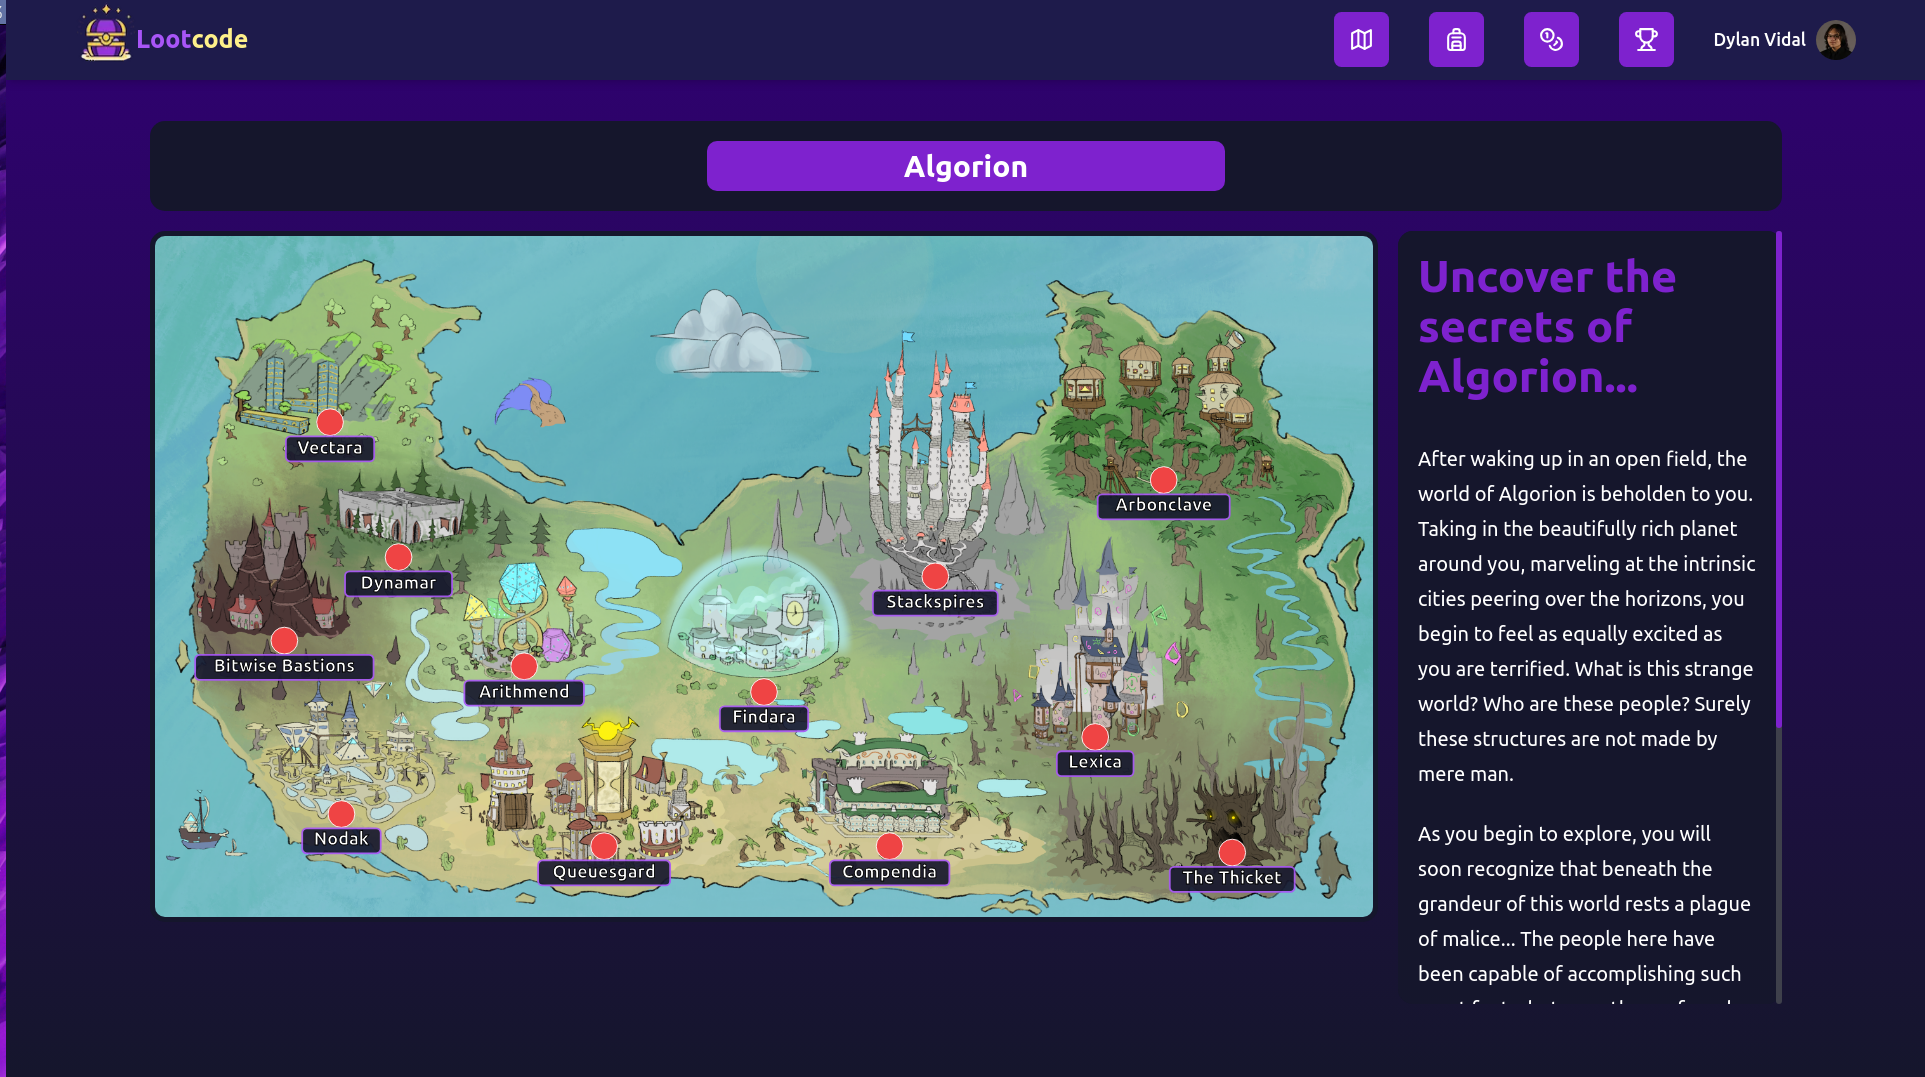 Lootcode
Dylan Vidal
Algorion
Vectara
Arbonclave
Dynamar
Stackspires
Bitwise Bastions
Arithmend
Findara
Lexica
Nodak
Queuesgard
Compendia
The Thicket
Uncover the
secrets of
Algorion...
After waking up in an open field, the
world of Algorion is beholden to you.
Taking in the beautifully rich planet
around you, marveling at the intrinsic
cities peering over the horizons, you
begin to feel as equally excited as
you are terrified. What is this strange
world? Who are these people? Surely
these structures are not made by
mere man.
As you begin to explore, you will
soon recognize that beneath the
grandeur of this world rests a plague
of malice... The people here have
been capable of accomplishing such